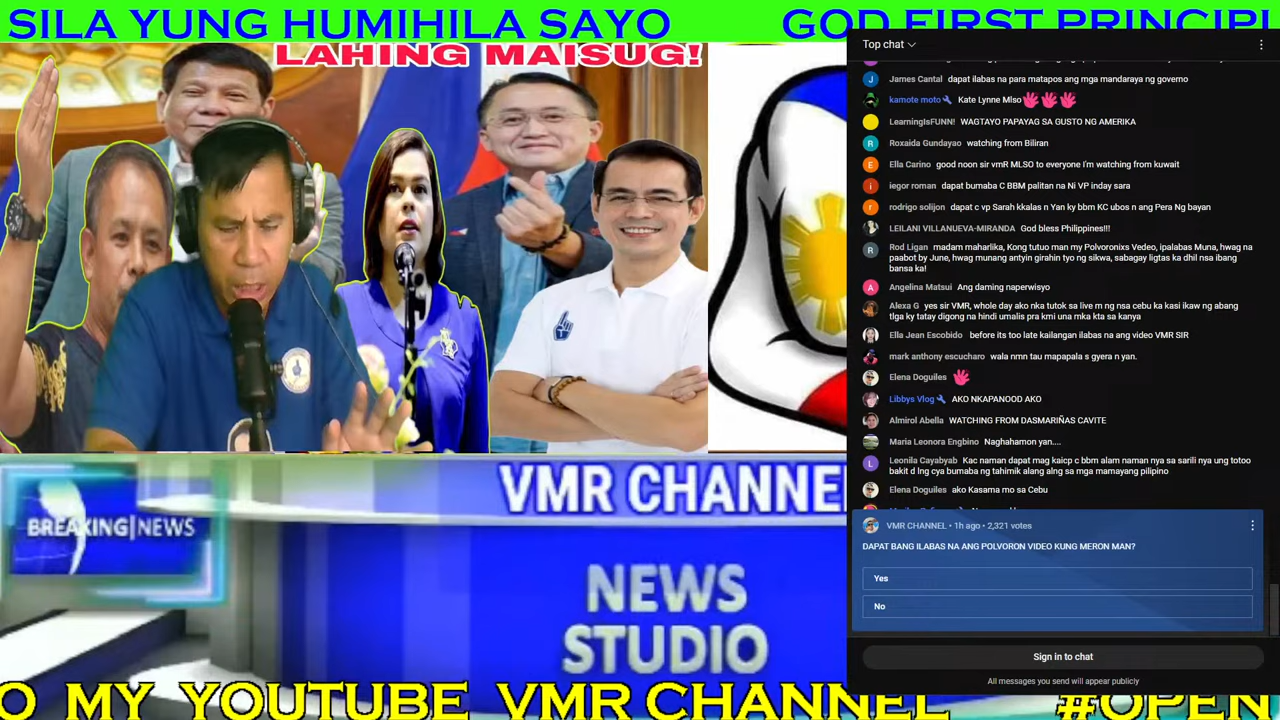 SILA YUNG HUMIHILA SAYO
GOD FIRST PRINCIPL
LAHING MAISUG!
BREAKING|NEWS
VMR CHANNE
NEWS
STUDIO
O MY YOUTUBE VMR CHANNEL #OPEN
Top chat
James Cantal dapat ilabas na para matapos ang mga mandaraya ng governo
kamote moto Kate Lynne Mlso
LearningIsFUNN! WAGTAYO PAPAYAG SA GUSTO NG AMERIKA
Roxaida Gundayao watching from Biliran
Ella Carino good noon sir vmR MLSO to everyone I'm watching from kuwait
iegor roman dapat bumaba C BBM palitan na Ni VP inday sara
rodrigo solijon dapat c vp Sarah kkalas n Yan ky bbm KC ubos n ang Pera Ng bayan
LEILANI VILLANUEVA-MIRANDA God bless Philippines!!!
Rod Ligan madam maharlika, Kong tutuo man my Polvoronixs Vedeo, ipalabas Muna, hwag na
paabot by June, hwag munang antyin girahin tyo ng sikwa, sabagay ligtas ka dhil nsa ibang
bansa ka!
Angelina Matsui Ang daming naperwisyo
Alexa G yes sir VMR, whole day ako nka tutok sa live m ng nsa cebu ka kasi ikaw ng abang
tlga ky tatay digong na hindi umalis pra kmi una mka kta sa kanya
Ella Jean Escobido before its too late kailangan ilabas na ang video VMR SIR
mark anthony escucharo wala nmn tau mapapala s gyera n yan.
Elena Doguiles
Libbys Vlog AKO NKAPANOOD AKO
Almirol Abella WATCHING FROM DASMARIÑAS CAVITE
Maria Leonora Engbino Naghahamon yan....
Leonila Cayabyab Kac naman dapat mag kaicp c bbm alam naman nya sa sarili nya ung totoo
bakit d lng cya bumaba ng tahimik alang alng sa mga mamayang pilipino
Elena Doguiles ako Kasama mo sa Cebu
VMR CHANNEL • 1h ago • 2,321 votes
DAPAT BANG ILABAS NA ANG POLVORON VIDEO KUNG MERON MAN?
Yes
No
Sign in to chat
All messages you send will appear publicly